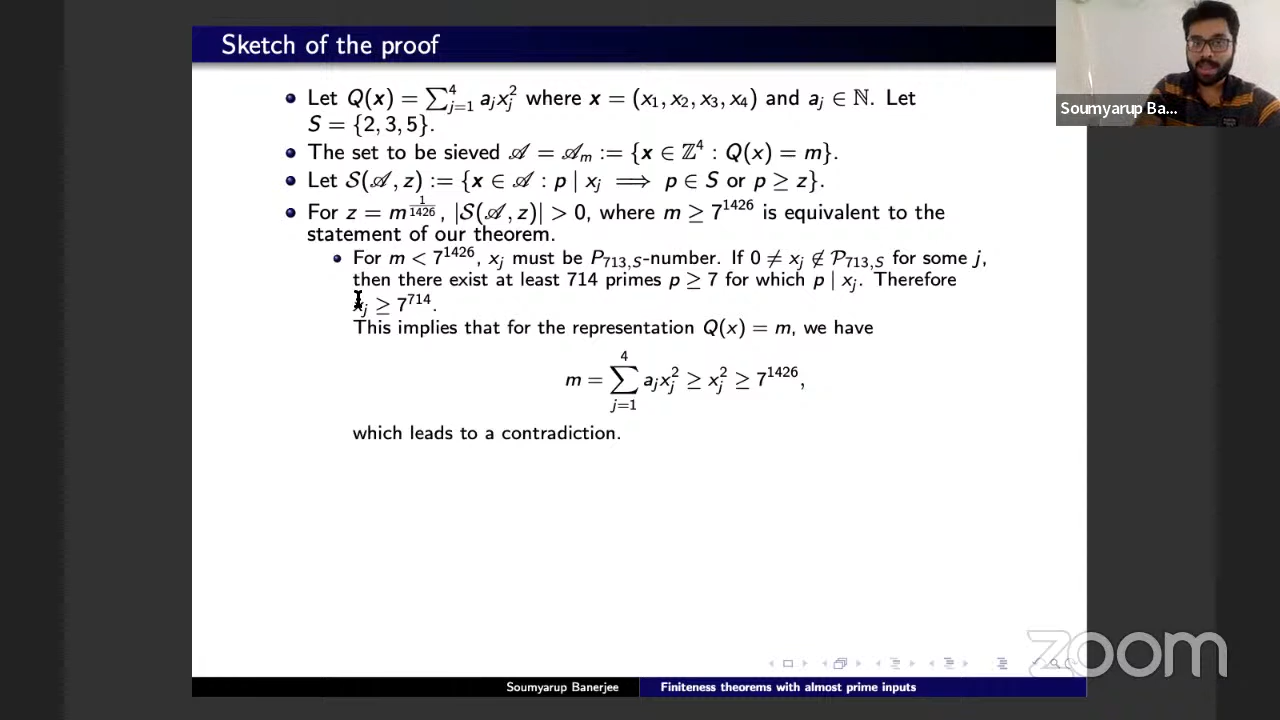 Sketch of the proof
Let Q(x) = ∑_{j=1}^{4} a_j x_j^2 where x = (x_1, x_2, x_3, x_4) and a_j ∈ ℕ. Let
S = {2, 3, 5}.
The set to be sieved 𝒜 = 𝒜_m := {x ∈ ℤ^4 : Q(x) = m}.
Let 𝒮(𝒜, z) := {x ∈ 𝒜 : p | x_j ⟹ p ∈ S or p ≥ z}.
For z = m^{1/1426}, |𝒮(𝒜, z)| > 0, where m ≥ 7^{1426} is equivalent to the
statement of our theorem.
For m < 7^{1426}, x_j must be P_{713,S}-number. If 0 ≠ x_j ∉ 𝒫_{713,S} for some j,
then there exist at least 714 primes p ≥ 7 for which p | x_j. Therefore
x_j ≥ 7^{714}.
This implies that for the representation Q(x) = m, we have
m = ∑_{j=1}^{4} a_j x_j^2 ≥ x_j^2 ≥ 7^{1426},
which leads to a contradiction.
Soumyarup Banerjee
Finiteness theorems with almost prime inputs
Soumyarup Ba...
zoom